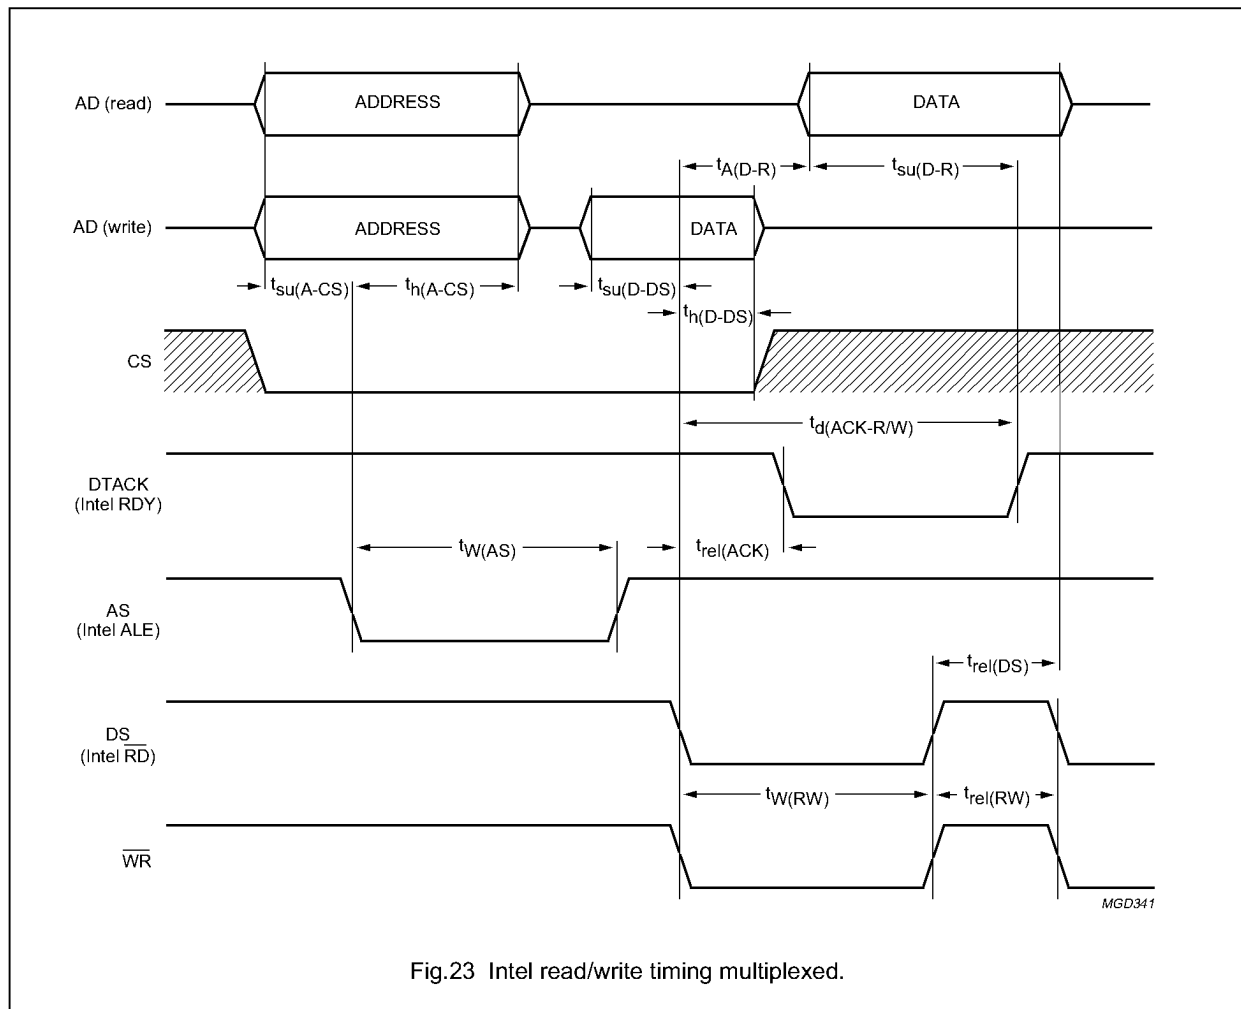 AD (read)
ADDRESS
DATA
tA(D-R)
tsu(D-R)
AD (write)
ADDRESS
DATA
tsu(A-CS)
th(A-CS)
tsu(D-DS)
th(D-DS)
CS
td(ACK-R/W)
DTACK
(Intel RDY)
tW(AS)
trel(ACK)
AS
(Intel ALE)
trel(DS)
DS
(Intel R̅D̅)
tW(RW)
trel(RW)
W̅R̅
MGD341
Fig.23 Intel read/write timing multiplexed.